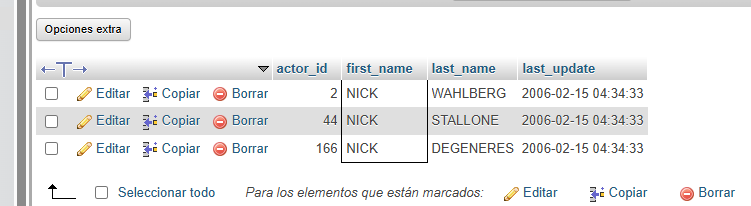 Opciones extra
actor_id first_name last_name last_update
Editar Copiar Borrar 2 NICK WAHLBERG 2006-02-15 04:34:33
Editar Copiar Borrar 44 NICK STALLONE 2006-02-15 04:34:33
Editar Copiar Borrar 166 NICK DEGENERES 2006-02-15 04:34:33
Seleccionar todo Para los elementos que están marcados: Editar Copiar Borrar